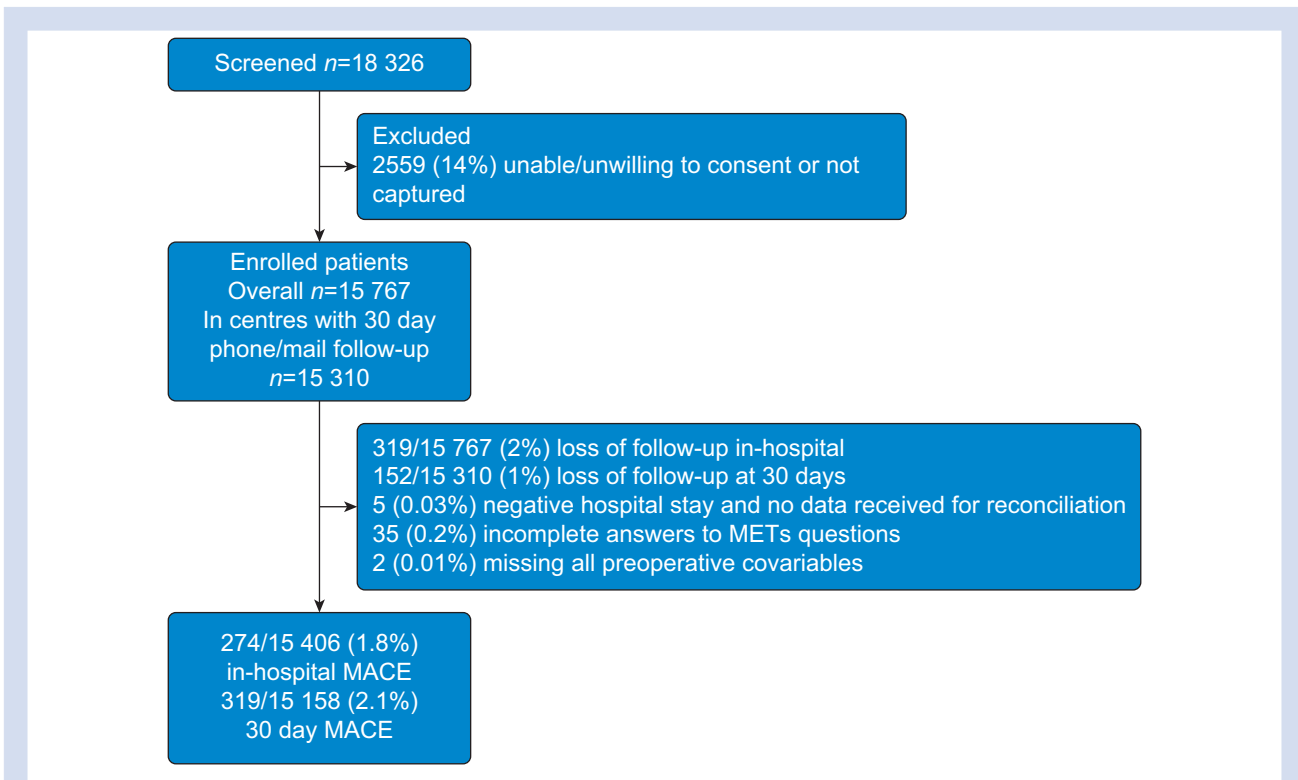 Screened n=18 326
Excluded
2559 (14%) unable/unwilling to consent or not
captured
Enrolled patients
Overall n=15 767
In centres with 30 day
phone/mail follow-up
n=15 310
319/15 767 (2%) loss of follow-up in-hospital
152/15 310 (1%) loss of follow-up at 30 days
5 (0.03%) negative hospital stay and no data received for reconciliation
35 (0.2%) incomplete answers to METs questions
2 (0.01%) missing all preoperative covariables
274/15 406 (1.8%)
in-hospital MACE
319/15 158 (2.1%)
30 day MACE